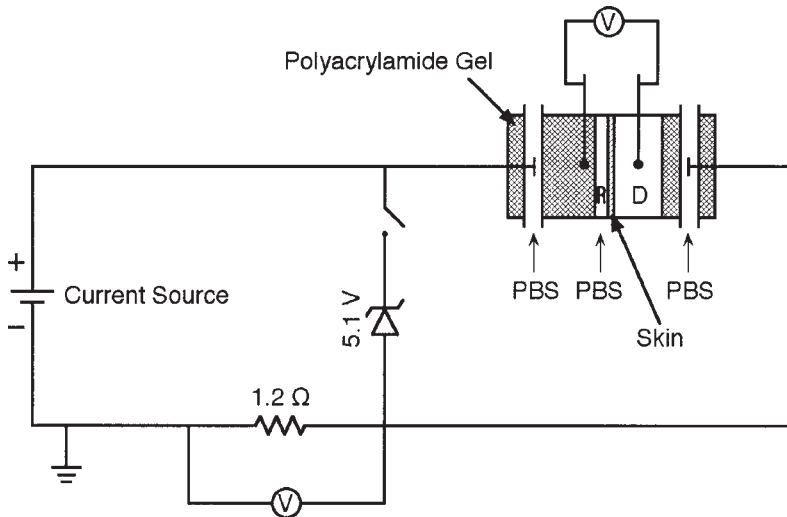 V
Polyacrylamide Gel
R D
+
Current Source
−
PBS PBS PBS
5.1 V
Skin
1.2 Ω
V